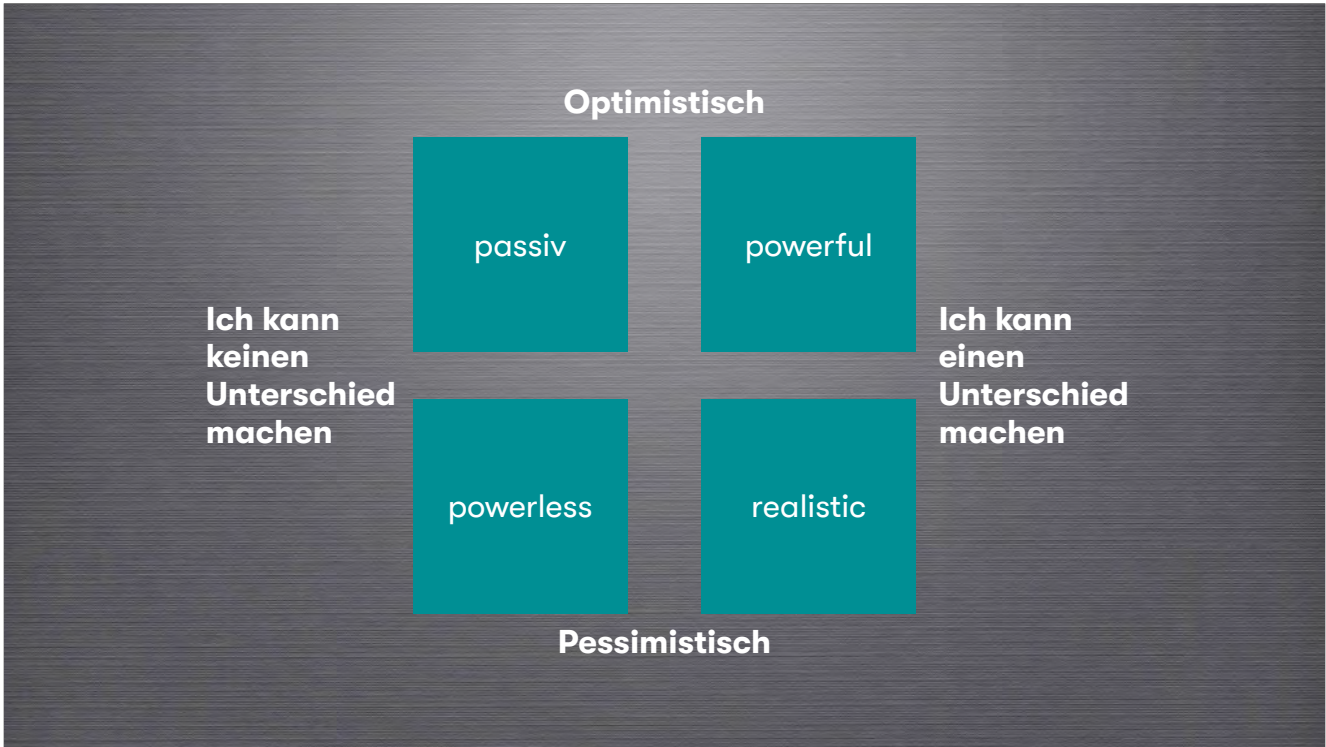 Optimistisch
passiv
powerful
Ich kann
keinen
Unterschied
machen
Ich kann
einen
Unterschied
machen
powerless
realistic
Pessimistisch